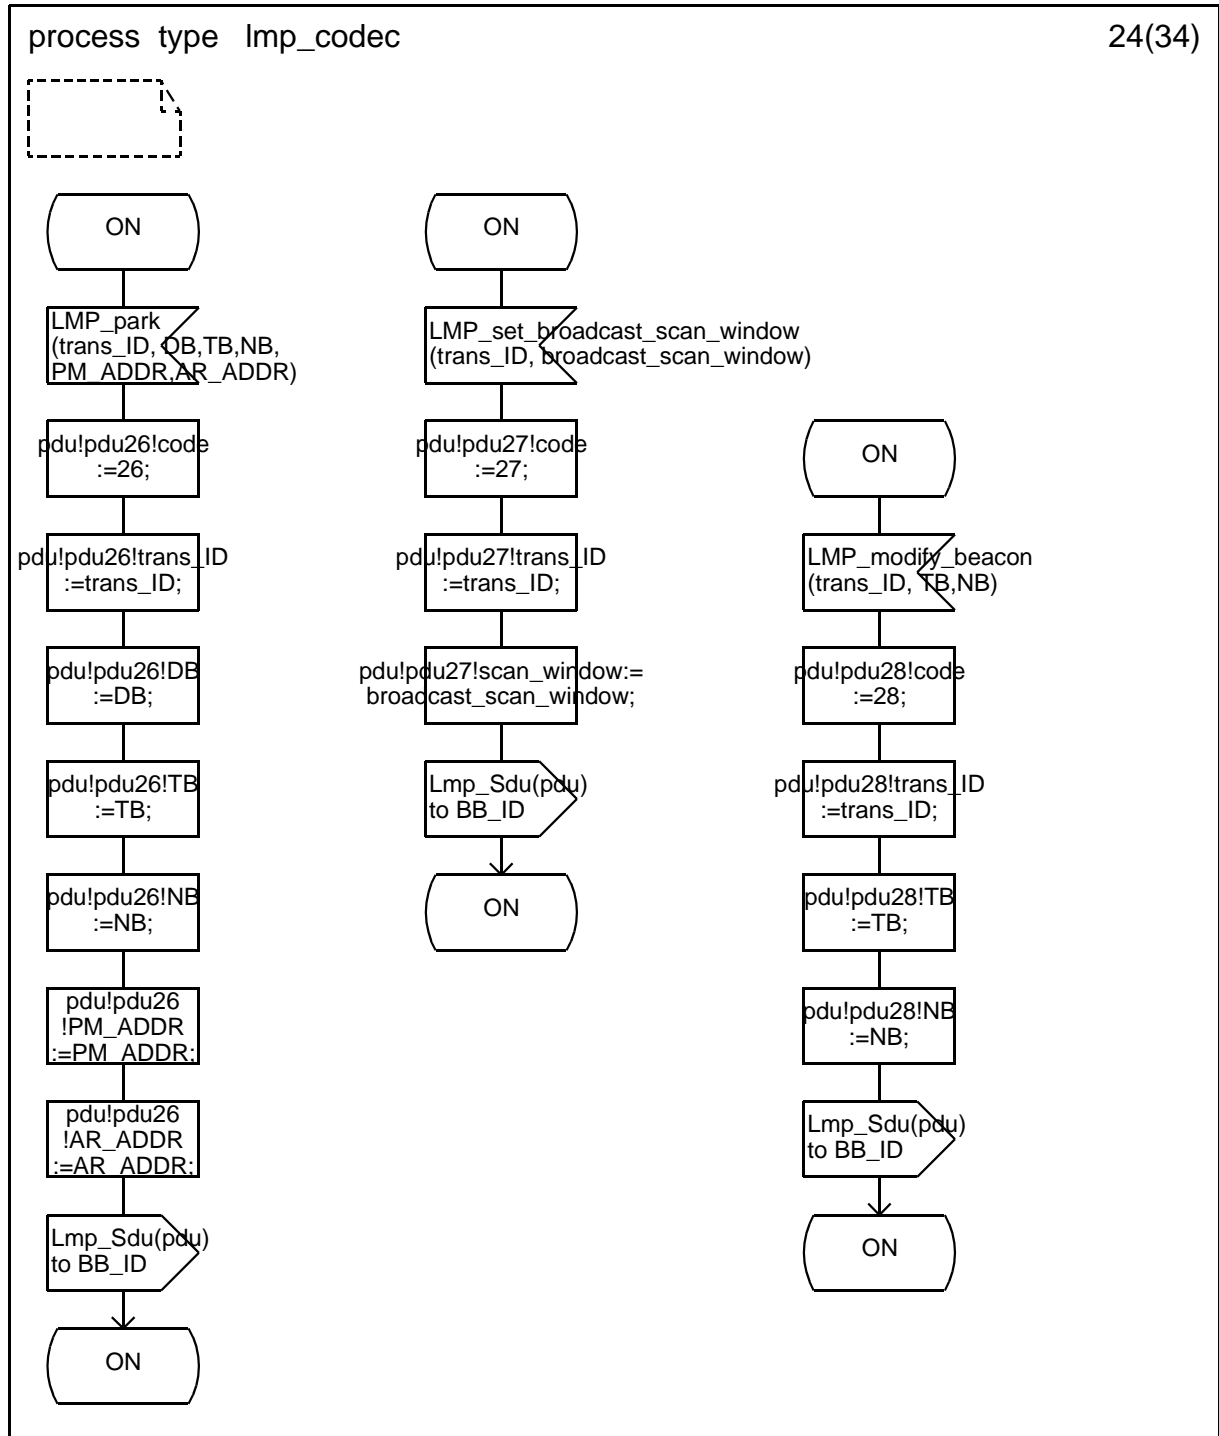 process type lmp_codec
24(34)
ON
LMP_park
(trans_ID, DB,TB,NB,
PM_ADDR,AR_ADDR)
pdu!pdu26!code
:=26;
pdu!pdu26!trans_ID
:=trans_ID;
pdu!pdu26!DB
:=DB;
pdu!pdu26!TB
:=TB;
pdu!pdu26!NB
:=NB;
pdu!pdu26
!PM_ADDR
:=PM_ADDR;
pdu!pdu26
!AR_ADDR
:=AR_ADDR;
Lmp_Sdu(pdu)
to BB_ID
ON
ON
LMP_set_broadcast_scan_window
(trans_ID, broadcast_scan_window)
pdu!pdu27!code
:=27;
pdu!pdu27!trans_ID
:=trans_ID;
pdu!pdu27!scan_window:=
broadcast_scan_window;
Lmp_Sdu(pdu)
to BB_ID
ON
ON
LMP_modify_beacon
(trans_ID, TB,NB)
pdu!pdu28!code
:=28;
pdu!pdu28!trans_ID
:=trans_ID;
pdu!pdu28!TB
:=TB;
pdu!pdu28!NB
:=NB;
Lmp_Sdu(pdu)
to BB_ID
ON